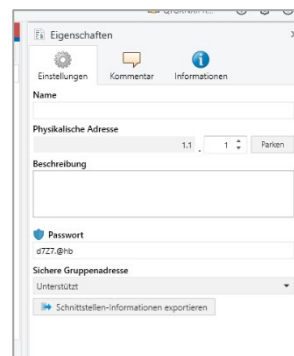 Eigenschaften
Einstellungen Kommentar Informationen
Name
Physikalische Adresse
1.1 . 1 Parken
Beschreibung
Passwort
d7Z7.@hb
Sichere Gruppenadresse
Unterstützt
Schnittstellen-Informationen exportieren